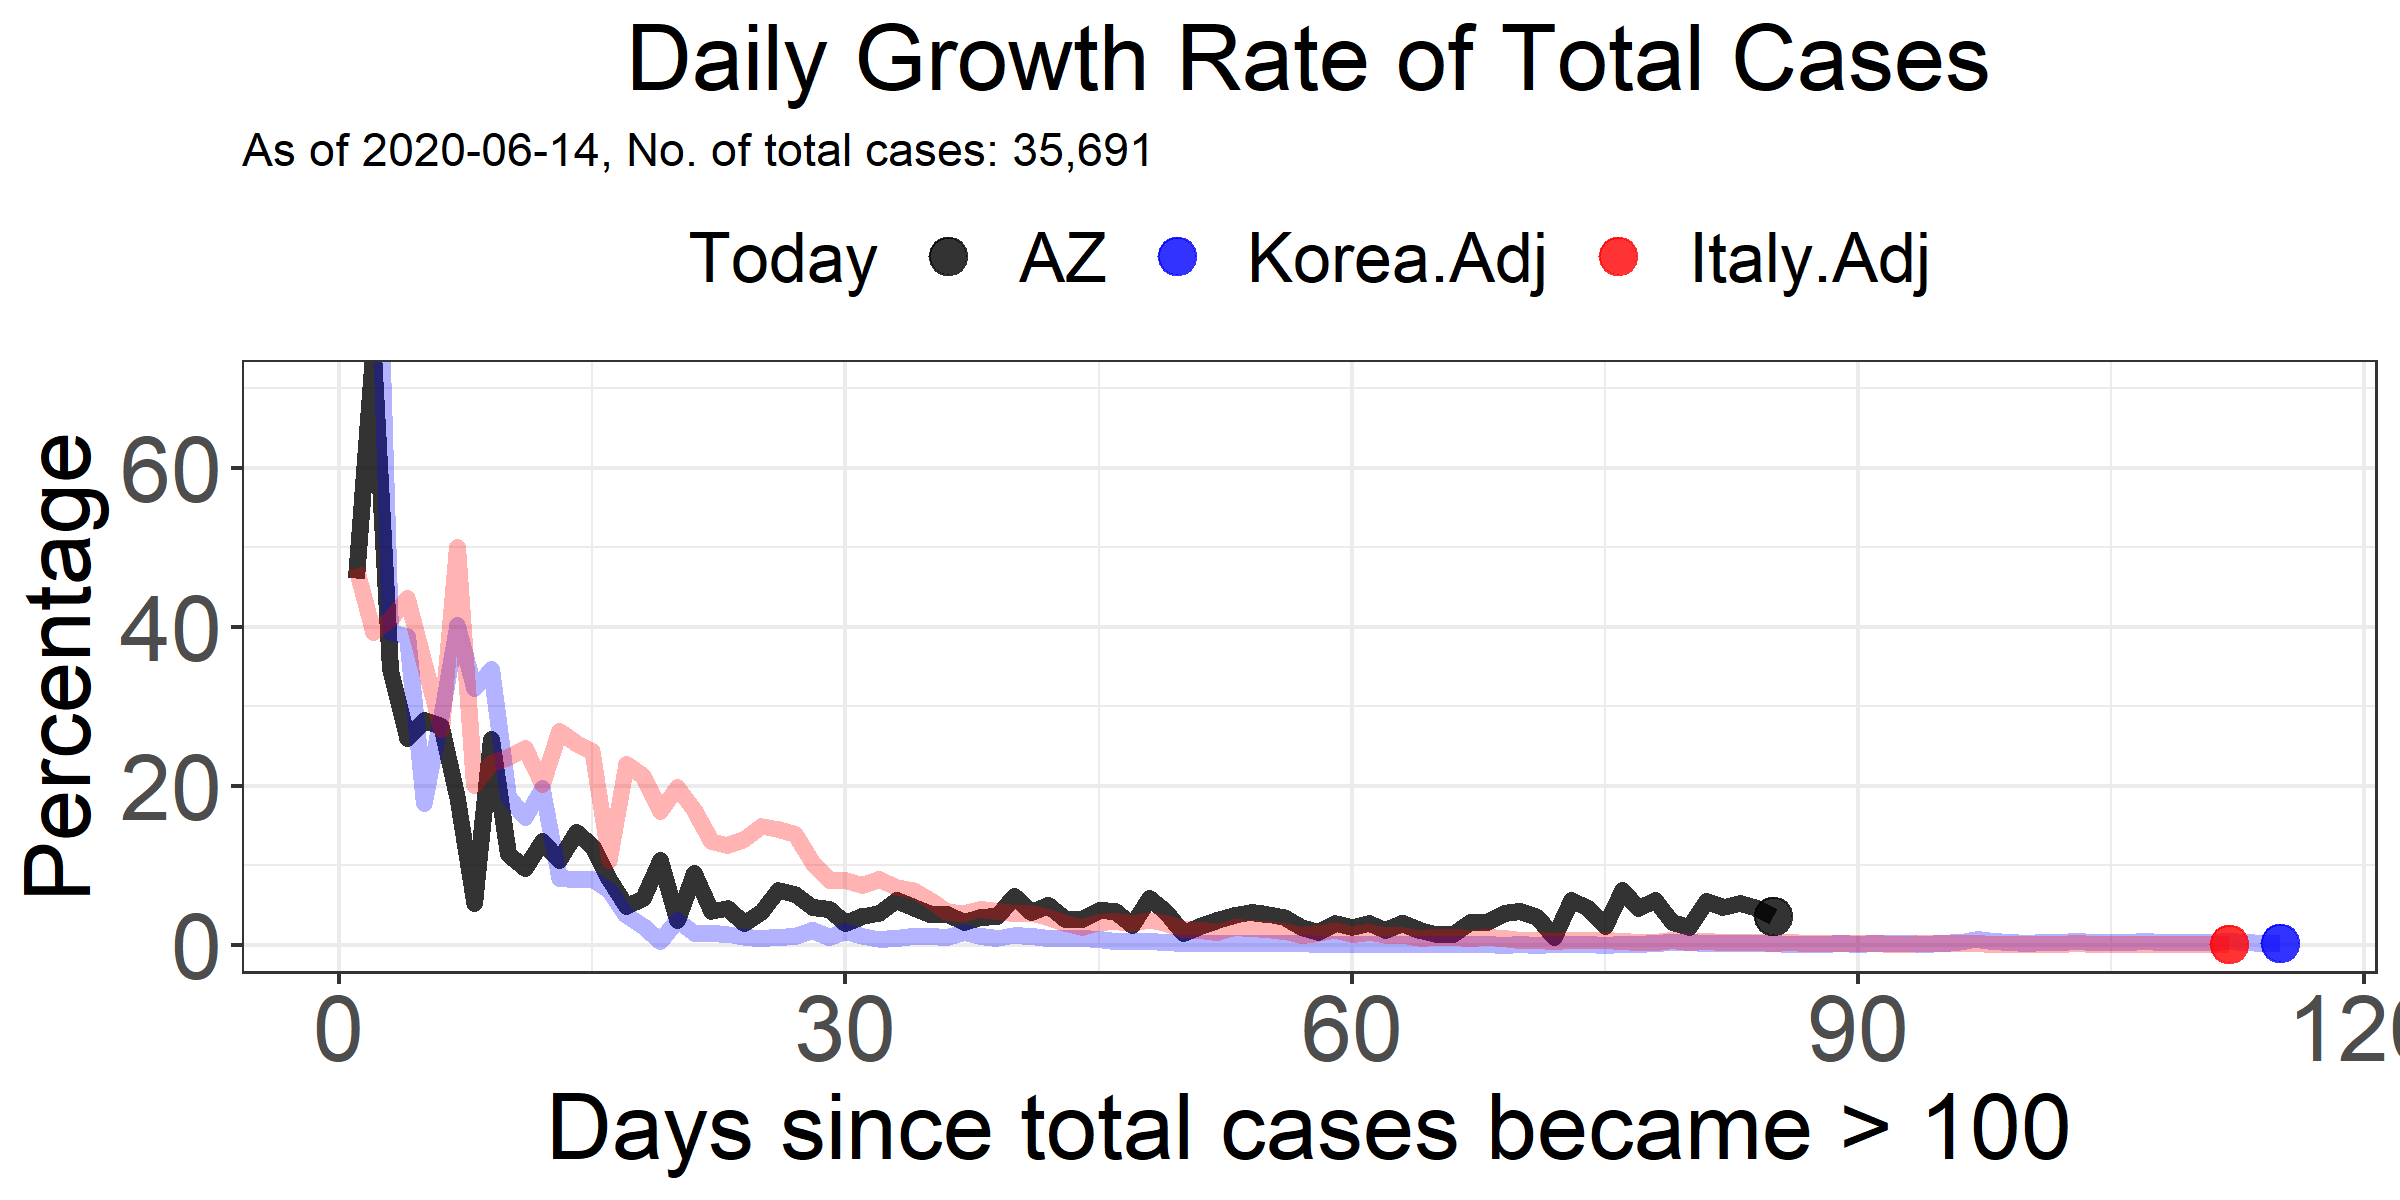 Daily Growth Rate of Total Cases
As of 2020-06-14, No. of total cases: 35,691
Today AZ Korea.Adj Italy.Adj
Percentage
60
40
20
0
0 30 60 90 120
Days since total cases became > 100